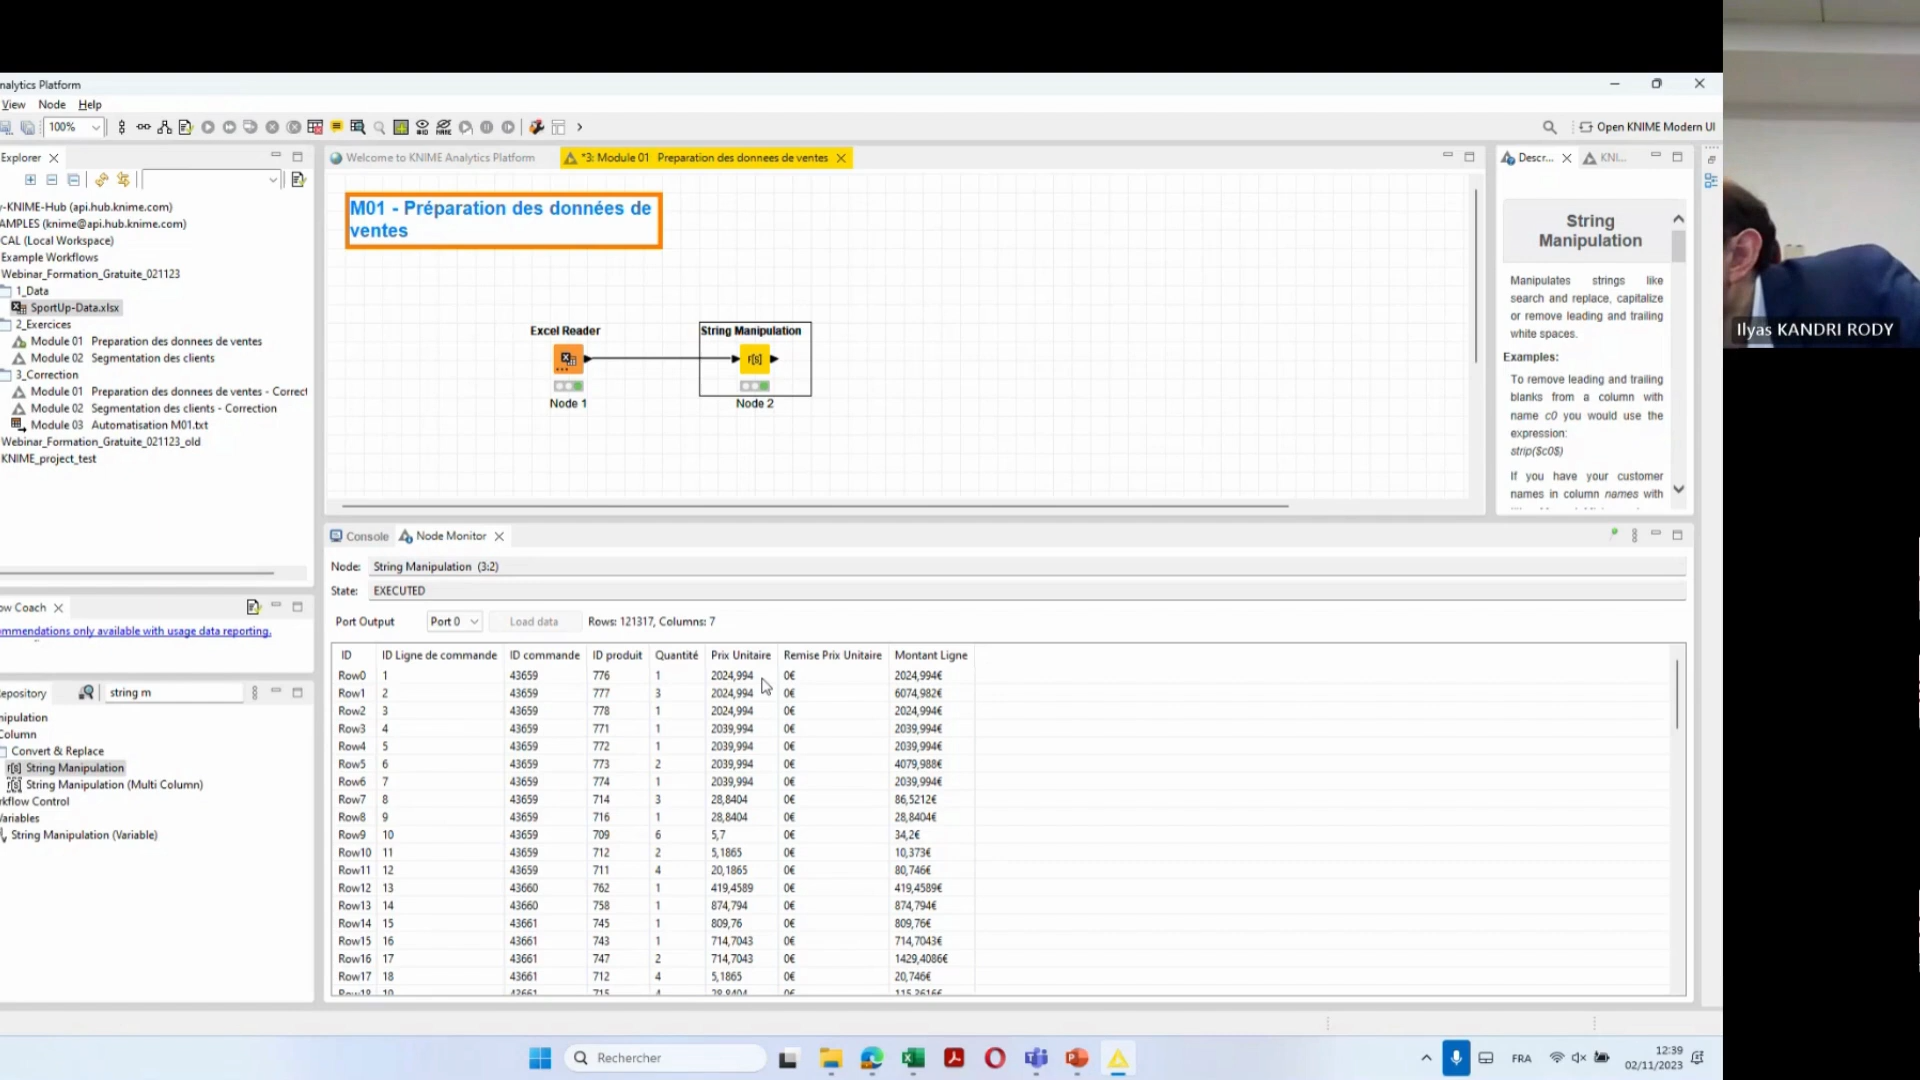 nalytics Platform
View Node Help
100%
Open KNIME Modern UI
Explorer
Welcome to KNIME Analytics Platform
*3: Module 01 Preparation des donnees de ventes
Descr...
KNI...
y-KNIME-Hub (api.hub.knime.com)
AMPLES (knime@api.hub.knime.com)
CAL (Local Workspace)
Example Workflows
Webinar_Formation_Gratuite_021123
1_Data
SportUp-Data.xlsx
2_Exercices
Module 01 Preparation des donnees de ventes
Module 02 Segmentation des clients
3_Correction
Module 01 Preparation des donnees de ventes - Correct
Module 02 Segmentation des clients - Correction
Module 03 Automatisation M01.txt
Webinar_Formation_Gratuite_021123_old
KNIME_project_test
M01 - Préparation des données de
ventes
Excel Reader
Node 1
String Manipulation
r[s]
Node 2
String
Manipulation
Manipulates strings like
search and replace, capitalize
or remove leading and trailing
white spaces.
Examples:
To remove leading and trailing
blanks from a column with
name c0 you would use the
expression:
strip($c0$)
If you have your customer
names in column names with
Ilyas KANDRI RODY
ow Coach
mmendations only available with usage data reporting.
epository
string m
nipulation
Column
Convert & Replace
r[s] String Manipulation
r[s] String Manipulation (Multi Column)
rkflow Control
Variables
String Manipulation (Variable)
Console
Node Monitor
Node: String Manipulation (3:2)
State: EXECUTED
Port Output Port 0 Load data Rows: 121317, Columns: 7
ID ID Ligne de commande ID commande ID produit Quantité Prix Unitaire Remise Prix Unitaire Montant Ligne
Row0 1 43659 776 1 2024,994 0€ 2024,994€
Row1 2 43659 777 3 2024,994 0€ 6074,982€
Row2 3 43659 778 1 2024,994 0€ 2024,994€
Row3 4 43659 771 1 2039,994 0€ 2039,994€
Row4 5 43659 772 1 2039,994 0€ 2039,994€
Row5 6 43659 773 2 2039,994 0€ 4079,988€
Row6 7 43659 774 1 2039,994 0€ 2039,994€
Row7 8 43659 714 3 28,8404 0€ 86,5212€
Row8 9 43659 716 1 28,8404 0€ 28,8404€
Row9 10 43659 709 6 5,7 0€ 34,2€
Row10 11 43659 712 2 5,1865 0€ 10,373€
Row11 12 43659 711 4 20,1865 0€ 80,746€
Row12 13 43660 762 1 419,4589 0€ 419,4589€
Row13 14 43660 758 1 874,794 0€ 874,794€
Row14 15 43661 745 1 809,76 0€ 809,76€
Row15 16 43661 743 1 714,7043 0€ 714,7043€
Row16 17 43661 747 2 714,7043 0€ 1429,4086€
Row17 18 43661 712 4 5,1865 0€ 20,746€
Row18 19 43661 715 4 28,8404 0€ 115,3616€
Rechercher
FRA
12:39
02/11/2023